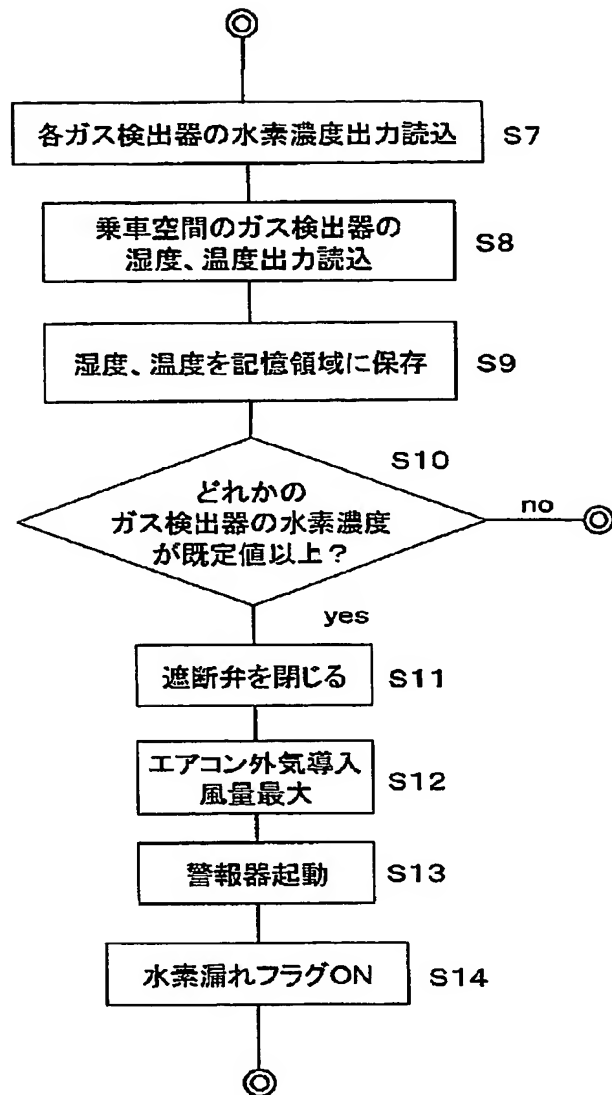 各ガス検出器の水素濃度出力読込
S7
乗車空間のガス検出器の
湿度、温度出力読込
S8
湿度、温度を記憶領域に保存
S9
S10
どれかの
ガス検出器の水素濃度
が既定値以上？
no
yes
遮断弁を閉じる
S11
エアコン外気導入
風量最大
S12
警報器起動
S13
水素漏れフラグON
S14